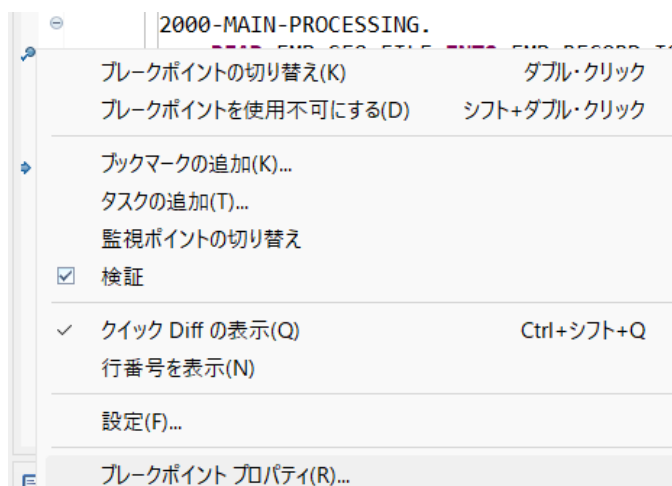 2000-MAIN-PROCESSING.
ブレークポイントの切り替え(K) ダブル・クリック
ブレークポイントを使用不可にする(D) シフト+ダブル・クリック
ブックマークの追加(K)...
タスクの追加(T)...
監視ポイントの切り替え
検証
クイック Diff の表示(Q) Ctrl+シフト+Q
行番号を表示(N)
設定(F)...
ブレークポイント プロパティ(R)...